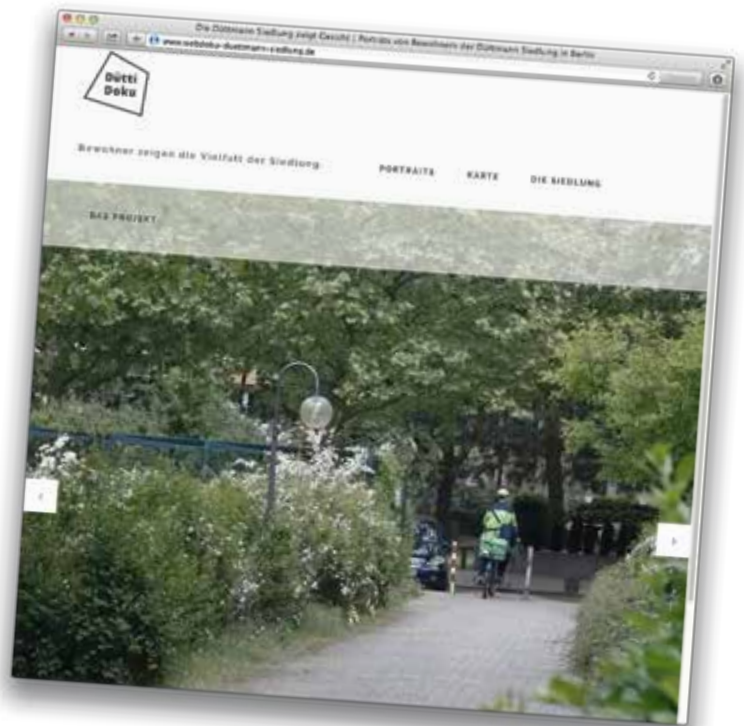 Die Düttmann Siedlung zeigt Gesicht | Porträts von Bewohnern der Düttmann Siedlung in Berlin
www.webdoku-duettmann-siedlung.de
Dütti
Doku
Bewohner zeigen die Vielfalt der Siedlung.
PORTRAITS KARTE DIE SIEDLUNG
DAS PROJEKT